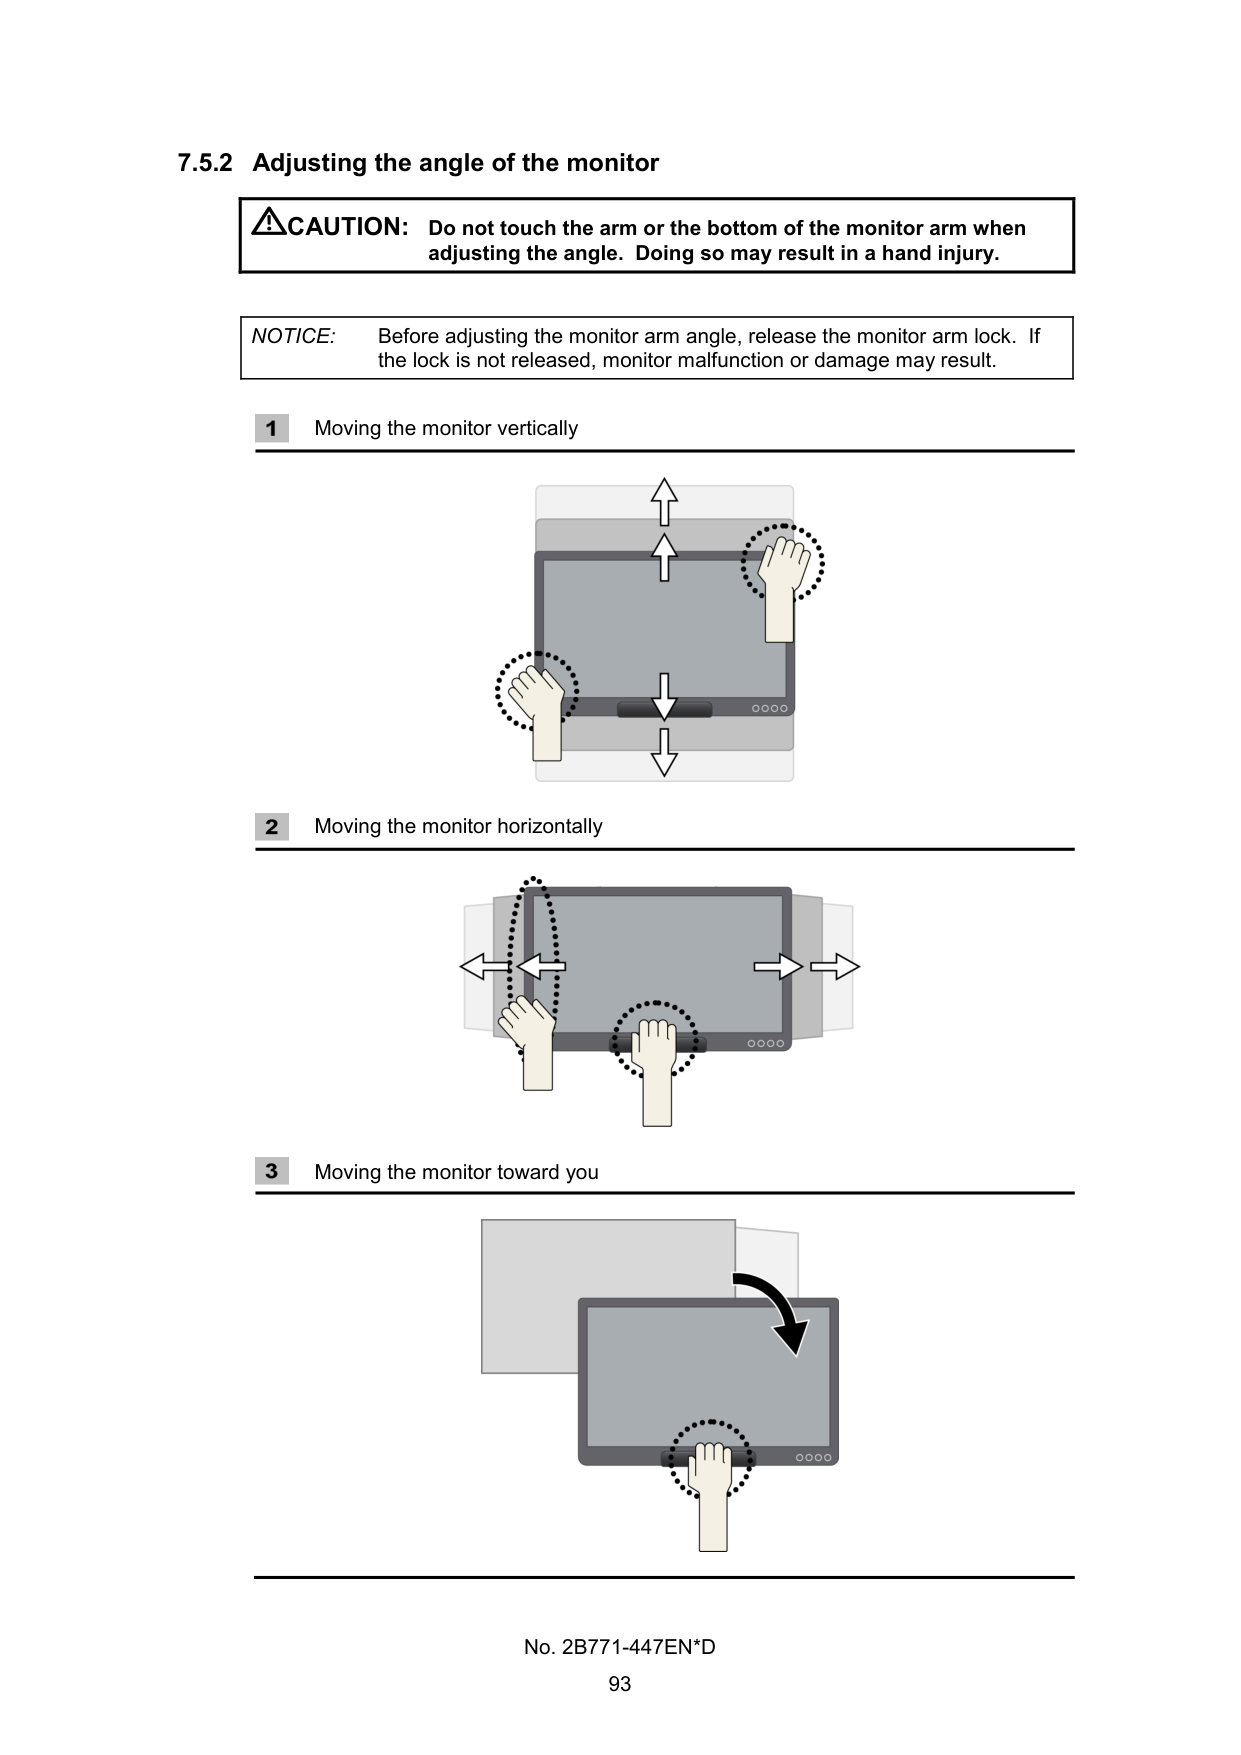 7.5.2 Adjusting the angle of the monitor
⚠CAUTION: Do not touch the arm or the bottom of the monitor arm when
adjusting the angle. Doing so may result in a hand injury.
NOTICE: Before adjusting the monitor arm angle, release the monitor arm lock. If
the lock is not released, monitor malfunction or damage may result.
1 Moving the monitor vertically
2 Moving the monitor horizontally
3 Moving the monitor toward you
No. 2B771-447EN*D
93